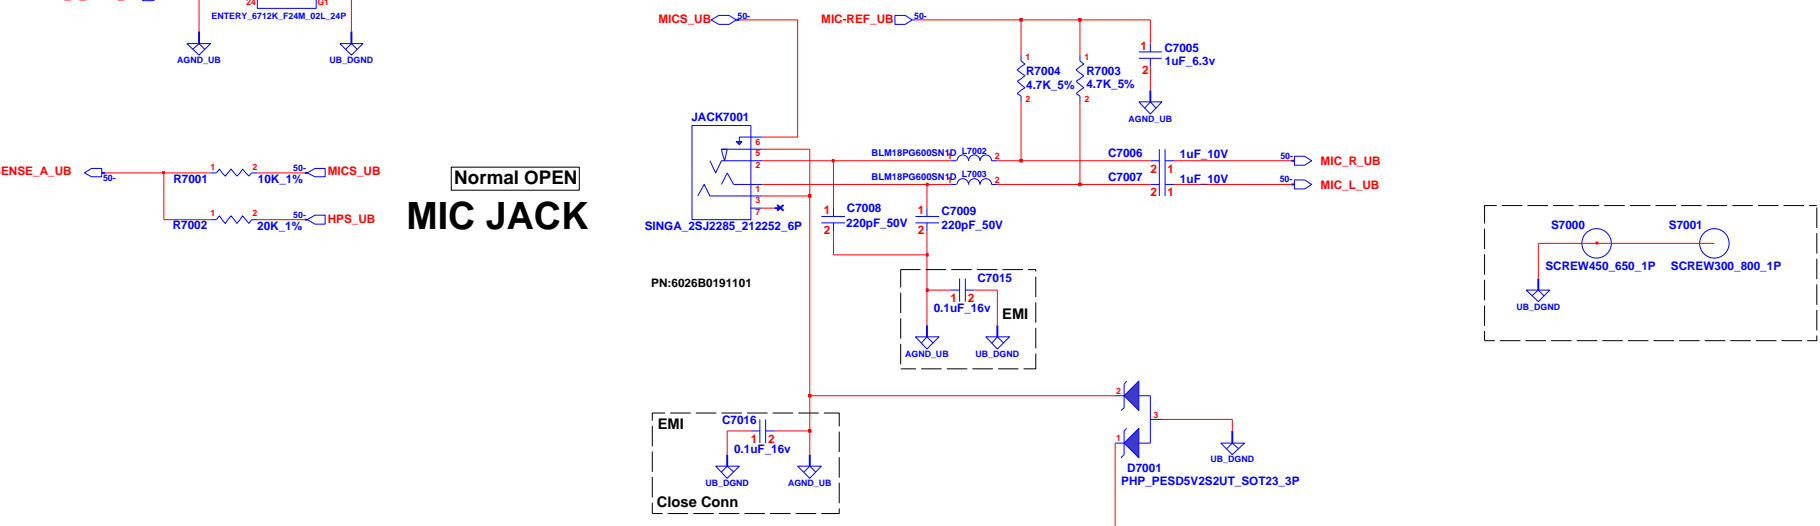 24
G1
ENTERY_6712K_F24M_02L_24P
AGND_UB
UB_DGND
MICS_UB
50-
MIC-REF_UB
50-
1
C7005
1uF_6.3v
2
AGND_UB
1
R7004
4.7K_5%
2
1
R7003
4.7K_5%
2
JACK7001
6
5
2
1
3
7
SINGA_2SJ2285_212252_6P
PN:6026B0191101
BLM18PG600SN1D
1
L7002
2
BLM18PG600SN1D
1
L7003
2
C7006
1uF_10V
2
1
50-
MIC_R_UB
C7007
1uF_10V
2
1
50-
MIC_L_UB
ENSE_A_UB
50-
1
2
R7001
10K_1%
50-
MICS_UB
1
2
R7002
20K_1%
50-
HPS_UB
Normal OPEN
MIC JACK
1
C7008
220pF_50V
2
1
C7009
220pF_50V
2
C7015
1
2
0.1uF_16v
EMI
AGND_UB
UB_DGND
S7000
SCREW450_650_1P
S7001
SCREW300_800_1P
UB_DGND
EMI
C7016
1
2
0.1uF_16v
UB_DGND
AGND_UB
Close Conn
2
3
1
D7001
PHP_PESD5V2S2UT_SOT23_3P
UB_DGND